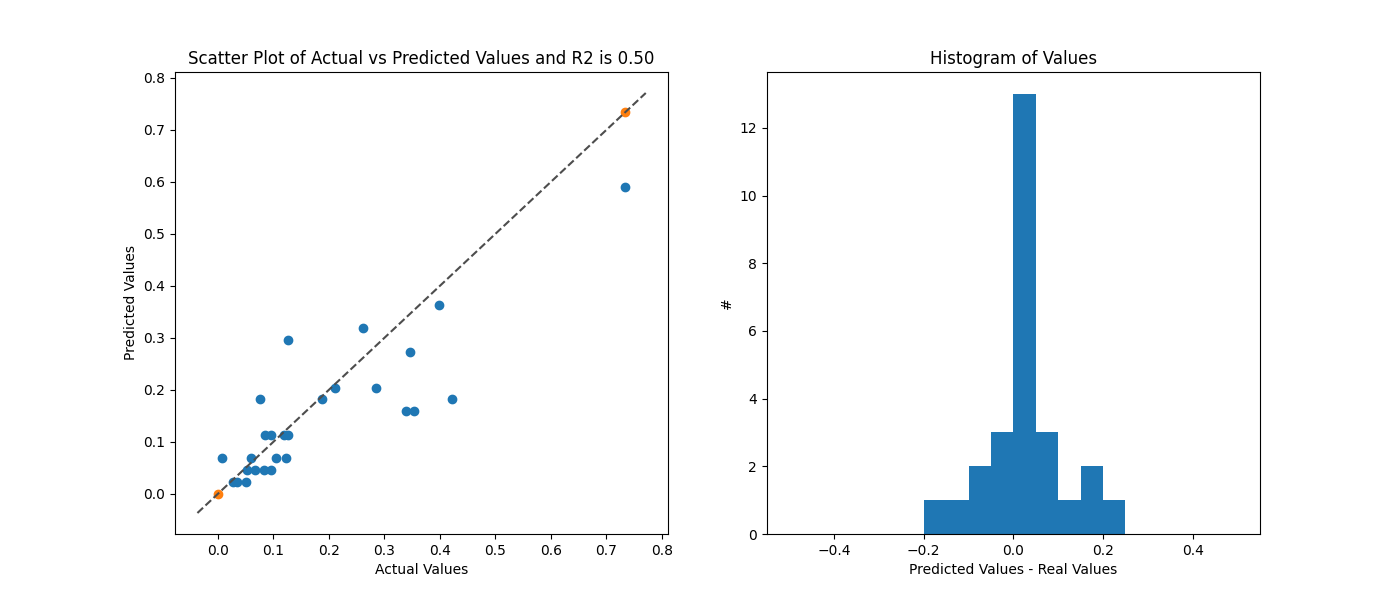 Scatter Plot of Actual vs Predicted Values and R2 is 0.50
0.8
0.7
0.6
0.5
0.4
0.3
0.2
0.1
0.0
Predicted Values
0.0 0.1 0.2 0.3 0.4 0.5 0.6 0.7 0.8
Actual Values
Histogram of Values
12
10
8
6
4
2
0
#
−0.4 −0.2 0.0 0.2 0.4
Predicted Values - Real Values